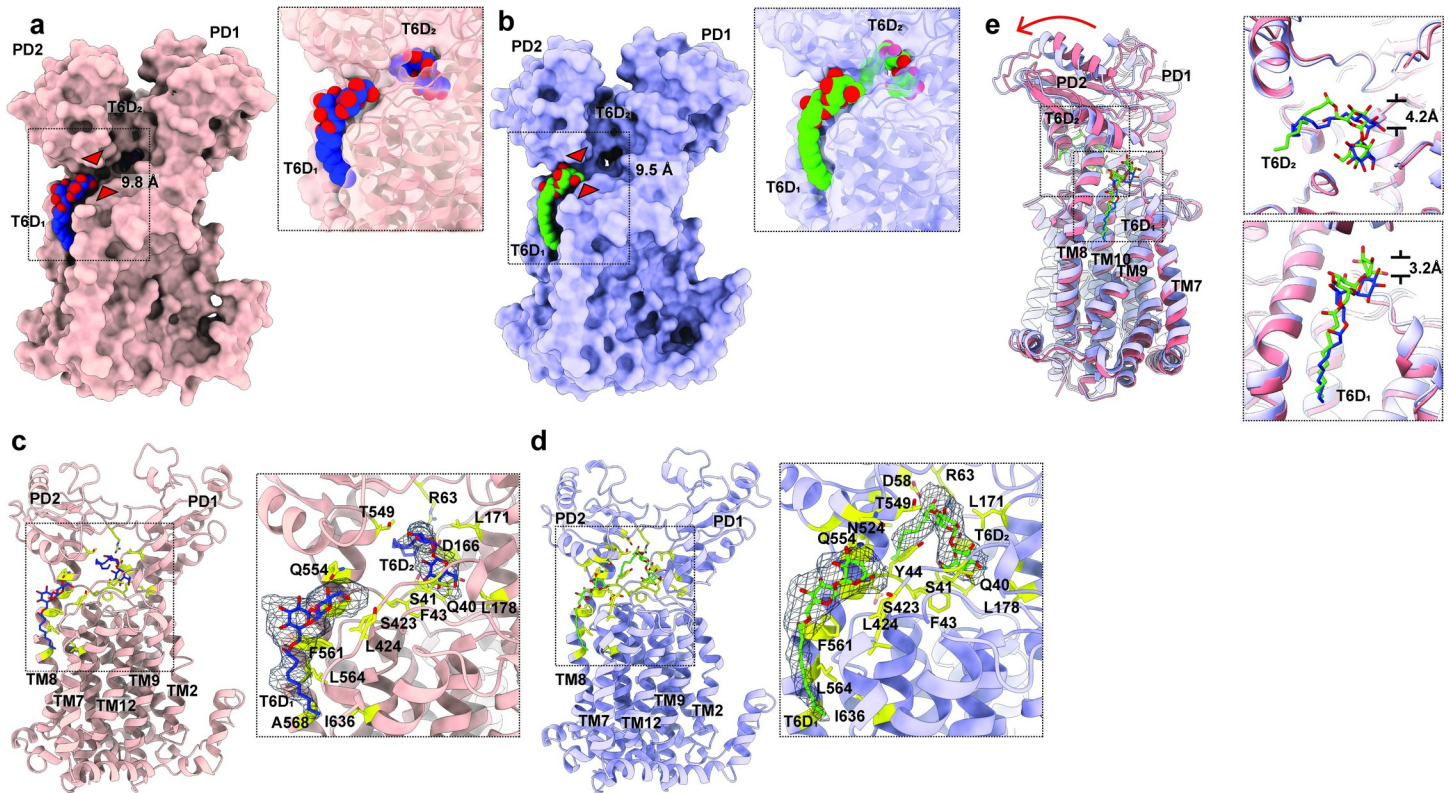 a
PD2
PD1
T6D₂
9.8 Å
T6D₁
T6D₂
T6D₁
b
PD2
PD1
T6D₂
9.5 Å
T6D₁
T6D₂
T6D₁
e
PD2
PD1
T6D₂
T6D₁
TM8
TM10
TM9
TM7
4.2Å
T6D₂
3.2Å
T6D₁
c
PD2
PD1
TM8
TM9
TM7
TM2
TM12
R63
T549
L171
D166
Q554
T6D₂
S41
Q40
L178
S423
F43
L424
F561
L564
T6D₁
A568
I636
d
PD2
PD1
TM8
TM9
TM7
TM2
TM12
D58
R63
T549
L171
N524
Q554
T6D₂
Y44
S41
Q40
S423
L178
L424
F43
F561
L564
T6D₁
I636